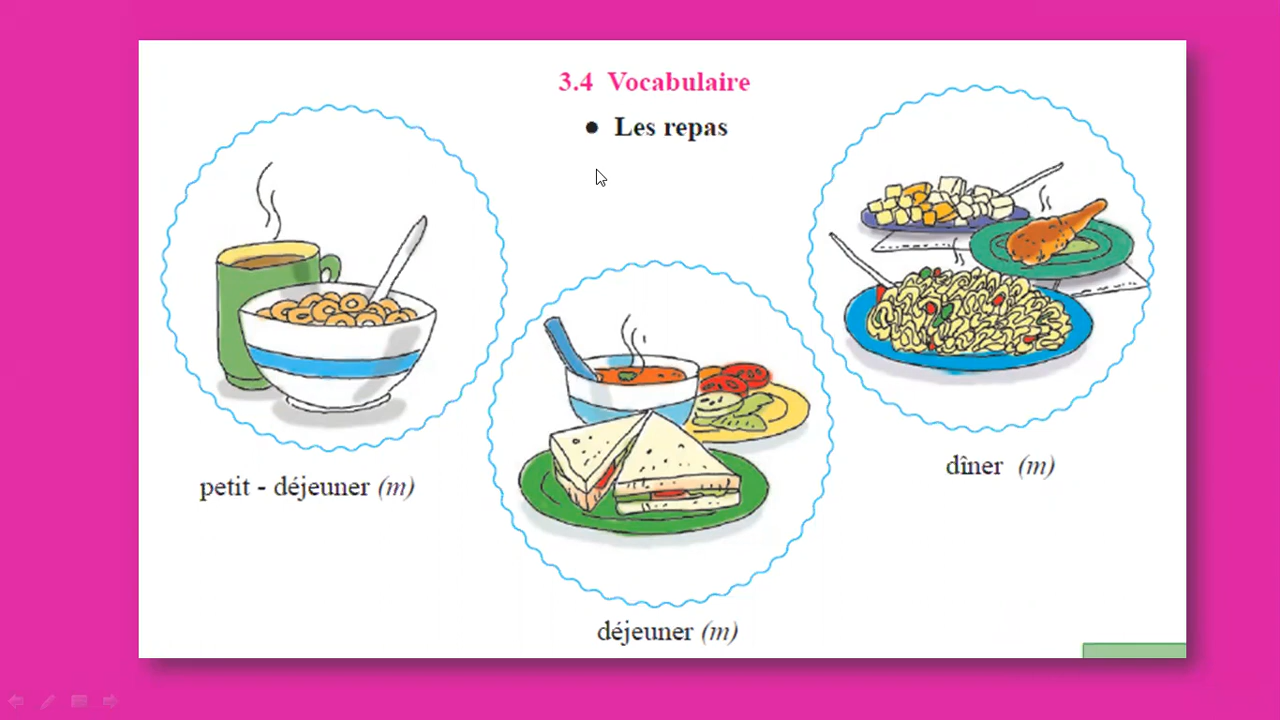 3.4 Vocabulaire
● Les repas
petit - déjeuner (m)
déjeuner (m)
dîner (m)